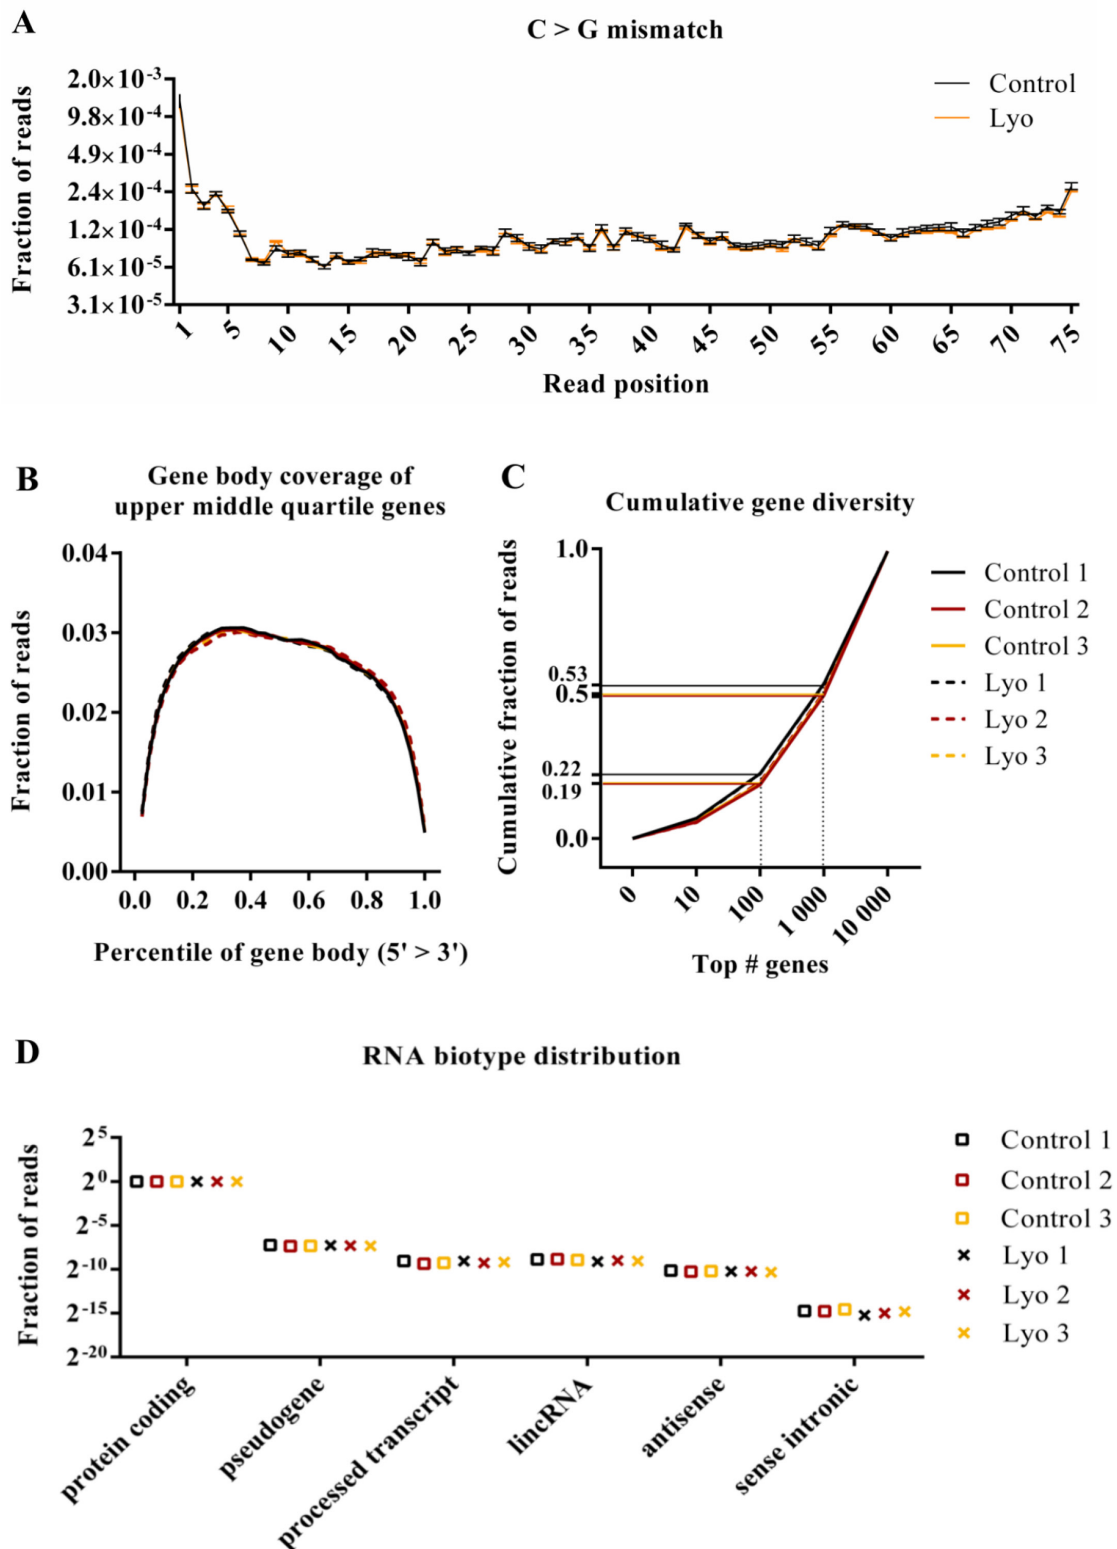 A
C > G mismatch
Fraction of reads
2.0×10⁻³
9.8×10⁻⁴
4.9×10⁻⁴
2.4×10⁻⁴
1.2×10⁻⁴
6.1×10⁻⁵
3.1×10⁻⁵
Control
Lyo
1 5 10 15 20 25 30 35 40 45 50 55 60 65 70 75
Read position
B
Gene body coverage of
upper middle quartile genes
Fraction of reads
0.04
0.03
0.02
0.01
0.00
0.0 0.2 0.4 0.6 0.8 1.0
Percentile of gene body (5' > 3')
C
Cumulative gene diversity
Cumulative fraction of reads
1.0
0.53
0.5
0.22
0.19
0.0
0 10 100 1 000 10 000
Top # genes
Control 1
Control 2
Control 3
Lyo 1
Lyo 2
Lyo 3
D
RNA biotype distribution
Fraction of reads
2⁵
2⁰
2⁻⁵
2⁻¹⁰
2⁻¹⁵
2⁻²⁰
protein coding
pseudogene
processed transcript
lincRNA
antisense
sense intronic
Control 1
Control 2
Control 3
Lyo 1
Lyo 2
Lyo 3